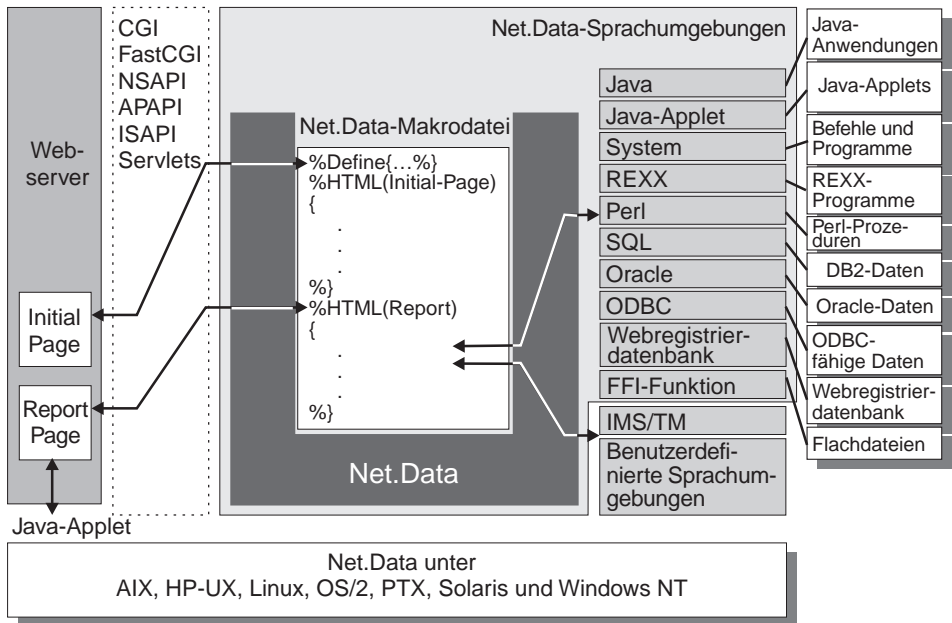 Web-
server
Initial
Page
Report
Page
Java-Applet
CGI
FastCGI
NSAPI
APAPI
ISAPI
Servlets
Net.Data-Sprachumgebungen
Net.Data-Makrodatei
%Define{...%}
%HTML(Initial-Page)
{
.
.
.
%}
%HTML(Report)
{
.
.
.
%}
Net.Data
Java
Java-Applet
System
REXX
Perl
SQL
Oracle
ODBC
Webregistrier-
datenbank
FFI-Funktion
IMS/TM
Benutzerdefi-
nierte Sprachum-
gebungen
Java-
Anwendungen
Java-Applets
Befehle und
Programme
REXX-
Programme
Perl-Proze-
duren
DB2-Daten
Oracle-Daten
ODBC-
fähige Daten
Webregistrier-
datenbank
Flachdateien
Net.Data unter
AIX, HP-UX, Linux, OS/2, PTX, Solaris und Windows NT